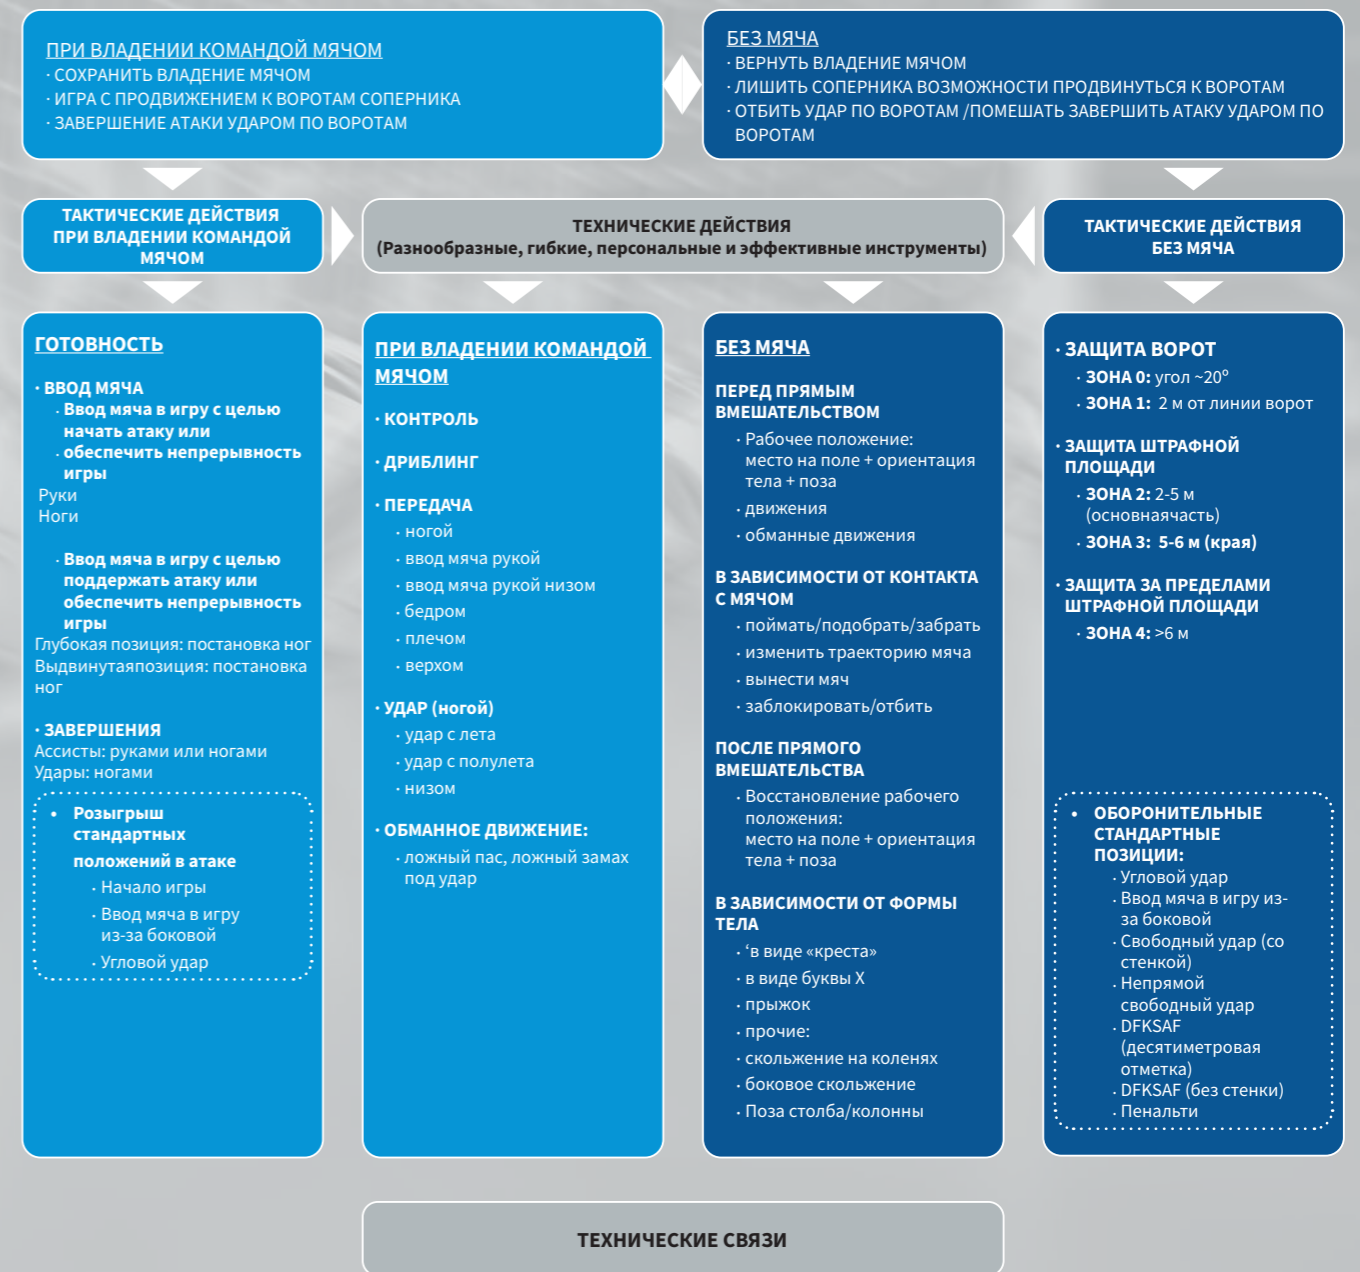 ПРИ ВЛАДЕНИИ КОМАНДОЙ МЯЧОМ
· СОХРАНИТЬ ВЛАДЕНИЕ МЯЧОМ
· ИГРА С ПРОДВИЖЕНИЕМ К ВОРОТАМ СОПЕРНИКА
· ЗАВЕРШЕНИЕ АТАКИ УДАРОМ ПО ВОРОТАМ
БЕЗ МЯЧА
· ВЕРНУТЬ ВЛАДЕНИЕ МЯЧОМ
· ЛИШИТЬ СОПЕРНИКА ВОЗМОЖНОСТИ ПРОДВИНУТЬСЯ К ВОРОТАМ
· ОТБИТЬ УДАР ПО ВОРОТАМ /ПОМЕШАТЬ ЗАВЕРШИТЬ АТАКУ УДАРОМ ПО
ВОРОТАМ
ТАКТИЧЕСКИЕ ДЕЙСТВИЯ
ПРИ ВЛАДЕНИИ КОМАНДОЙ
МЯЧОМ
ТЕХНИЧЕСКИЕ ДЕЙСТВИЯ
(Разнообразные, гибкие, персональные и эффективные инструменты)
ТАКТИЧЕСКИЕ ДЕЙСТВИЯ
БЕЗ МЯЧА
ГОТОВНОСТЬ
· ВВОД МЯЧА
· Ввод мяча в игру с целью
начать атаку или
· обеспечить непрерывность
игры
Руки
Ноги
· Ввод мяча в игру с целью
поддержать атаку или
обеспечить непрерывность
игры
Глубокая позиция: постановка ног
Выдвинутаяпозиция: постановка
ног
· ЗАВЕРШЕНИЯ
Ассисты: руками или ногами
Удары: ногами
• Розыгрыш
стандартных
положений в атаке
· Начало игры
· Ввод мяча в игру
из-за боковой
· Угловой удар
ПРИ ВЛАДЕНИИ КОМАНДОЙ
МЯЧОМ
· КОНТРОЛЬ
· ДРИБЛИНГ
· ПЕРЕДАЧА
· ногой
· ввод мяча рукой
· ввод мяча рукой низом
· бедром
· плечом
· верхом
· УДАР (ногой)
· удар с лета
· удар с полулета
· низом
· ОБМАННОЕ ДВИЖЕНИЕ:
· ложный пас, ложный замах
под удар
БЕЗ МЯЧА
ПЕРЕД ПРЯМЫМ
ВМЕШАТЕЛЬСТВОМ
· Рабочее положение:
место на поле + ориентация
тела + поза
· движения
· обманные движения
В ЗАВИСИМОСТИ ОТ КОНТАКТА
С МЯЧОМ
· поймать/подобрать/забрать
· изменить траекторию мяча
· вынести мяч
· заблокировать/отбить
ПОСЛЕ ПРЯМОГО
ВМЕШАТЕЛЬСТВА
· Восстановление рабочего
положения:
место на поле + ориентация
тела + поза
В ЗАВИСИМОСТИ ОТ ФОРМЫ
ТЕЛА
· ‘в виде «креста»
· в виде буквы X
· прыжок
· прочие:
· скольжение на коленях
· боковое скольжение
· Поза столба/колонны
· ЗАЩИТА ВОРОТ
· ЗОНА 0: угол ~20º
· ЗОНА 1: 2 м от линии ворот
· ЗАЩИТА ШТРАФНОЙ
ПЛОЩАДИ
· ЗОНА 2: 2-5 м
(основнаячасть)
· ЗОНА 3: 5-6 м (края)
· ЗАЩИТА ЗА ПРЕДЕЛАМИ
ШТРАФНОЙ ПЛОЩАДИ
· ЗОНА 4: >6 м
• ОБОРОНИТЕЛЬНЫЕ
СТАНДАРТНЫЕ
ПОЗИЦИИ:
· Угловой удар
· Ввод мяча в игру из-
за боковой
· Свободный удар (со
стенкой)
· Непрямой
свободный удар
· DFKSAF
(десятиметровая
отметка)
· DFKSAF (без стенки)
· Пенальти
ТЕХНИЧЕСКИЕ СВЯЗИ